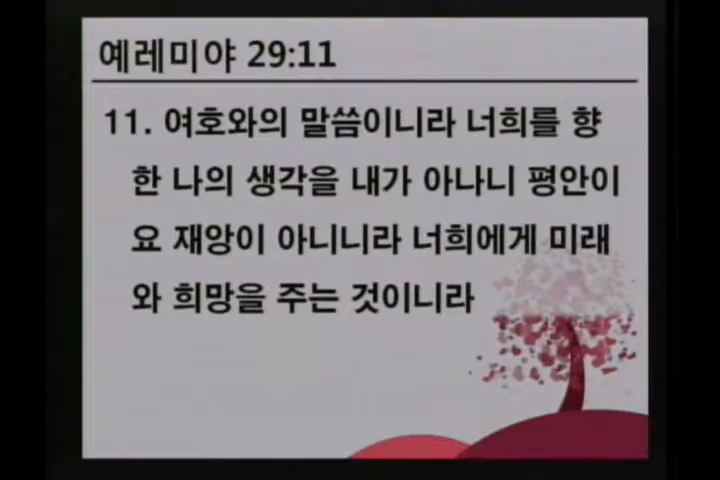 예레미야 29:11
11. 여호와의 말씀이니라 너희를 향
한 나의 생각을 내가 아나니 평안이
요 재앙이 아니니라 너희에게 미래
와 희망을 주는 것이니라